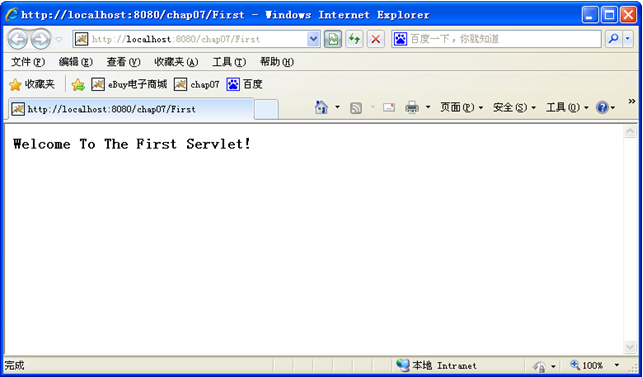 http://localhost:8080/chap07/First - Windows Internet Explorer
http://localhost:8080/chap07/First 百度一下，你就知道
文件(F) 编辑(E) 查看(V) 收藏夹(A) 工具(T) 帮助(H)
收藏夹 eBuy电子商城 chap07 百度
http://localhost:8080/chap07/First 页面(P) 安全(S) 工具(O) »
Welcome To The First Servlet!
完成 本地 Intranet 100%